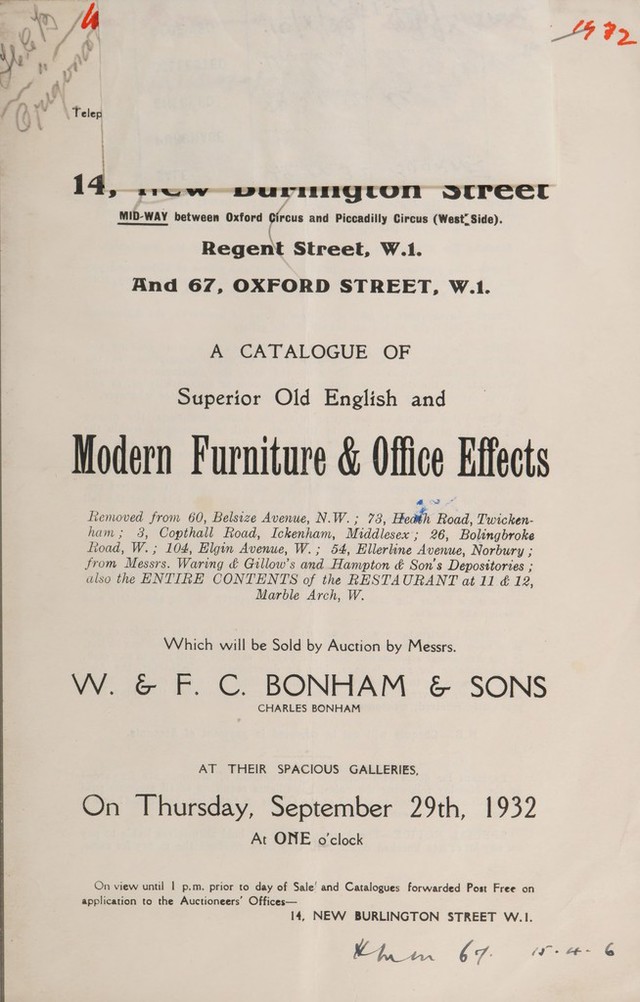 1932
Telep
14, New Burlington Street
MID-WAY between Oxford Circus and Piccadilly Circus (West Side).
Regent Street, W.1.
And 67, OXFORD STREET, W.1.
A CATALOGUE OF
Superior Old English and
Modern Furniture & Office Effects
Removed from 60, Belsize Avenue, N.W. ; 73, Heath Road, Twicken-
ham ; 3, Copthall Road, Ickenham, Middlesex ; 26, Bolingbroke
Road, W. ; 104, Elgin Avenue, W. ; 54, Ellerline Avenue, Norbury ;
from Messrs. Waring & Gillow's and Hampton & Son's Depositories ;
also the ENTIRE CONTENTS of the RESTAURANT at 11 & 12,
Marble Arch, W.
Which will be Sold by Auction by Messrs.
W. & F. C. BONHAM & SONS
CHARLES BONHAM
AT THEIR SPACIOUS GALLERIES,
On Thursday, September 29th, 1932
At ONE o'clock
On view until 1 p.m. prior to day of Sale and Catalogues forwarded Post Free on
application to the Auctioneers' Offices—
14, NEW BURLINGTON STREET W.1.
67. 15-4-6